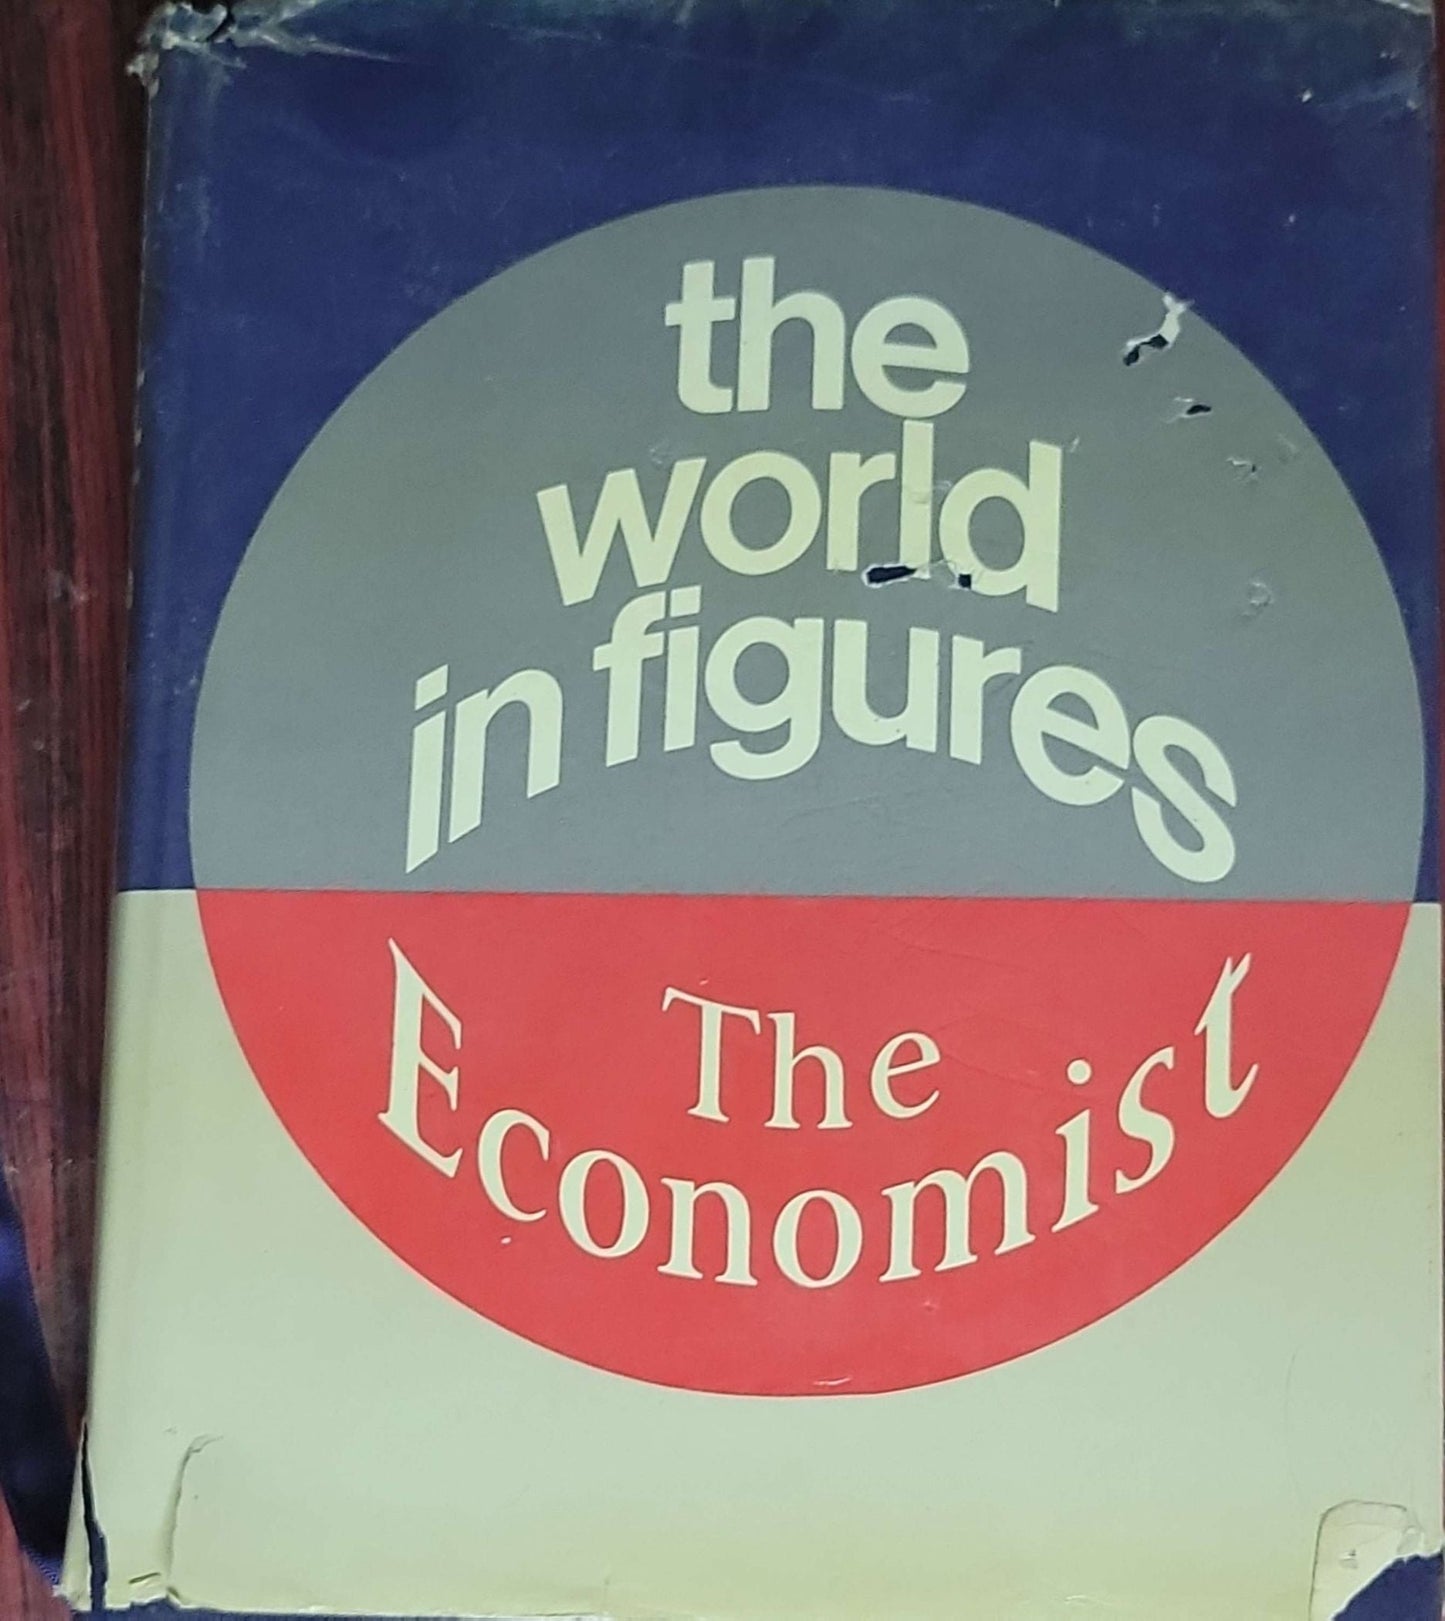 the
world
in figures
The
Economist